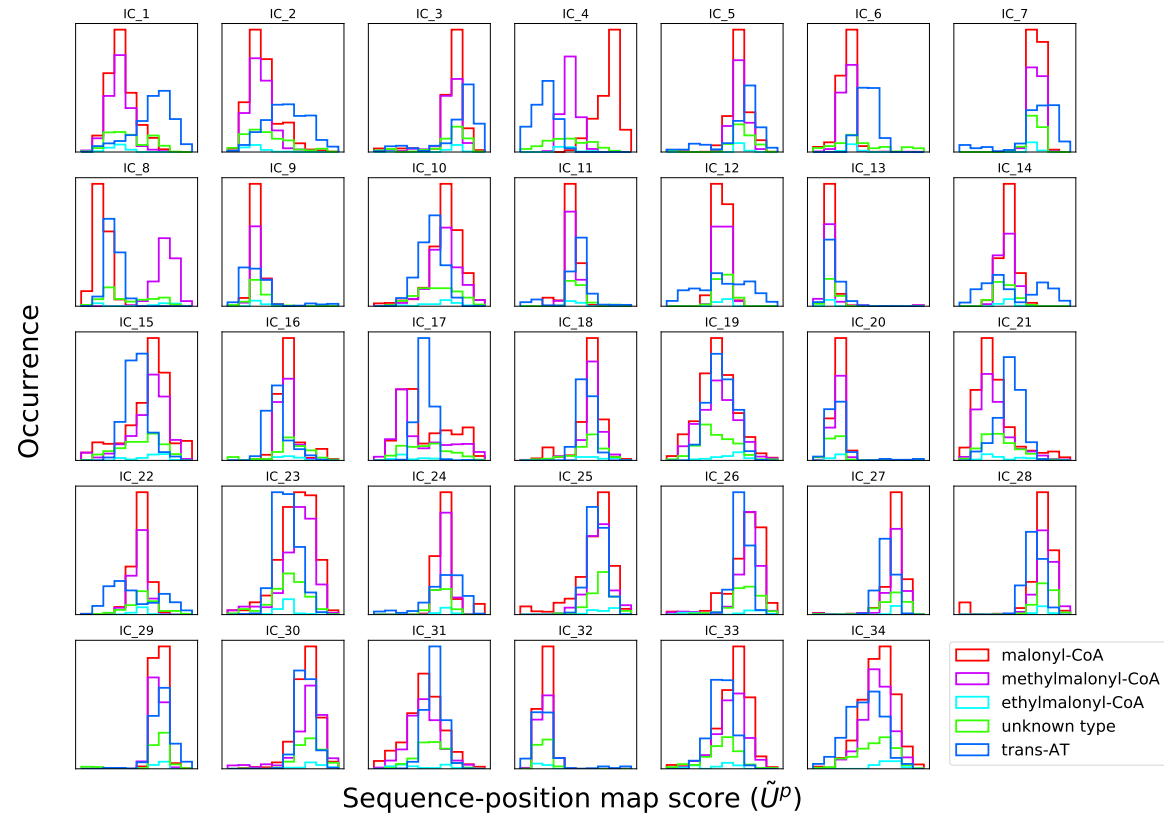 IC_1 IC_2 IC_3 IC_4 IC_5 IC_6 IC_7
IC_8 IC_9 IC_10 IC_11 IC_12 IC_13 IC_14
IC_15 IC_16 IC_17 IC_18 IC_19 IC_20 IC_21
IC_22 IC_23 IC_24 IC_25 IC_26 IC_27 IC_28
IC_29 IC_30 IC_31 IC_32 IC_33 IC_34
Occurrence
malonyl-CoA
methylmalonyl-CoA
ethylmalonyl-CoA
unknown type
trans-AT
Sequence-position map score (Ũᵖ)